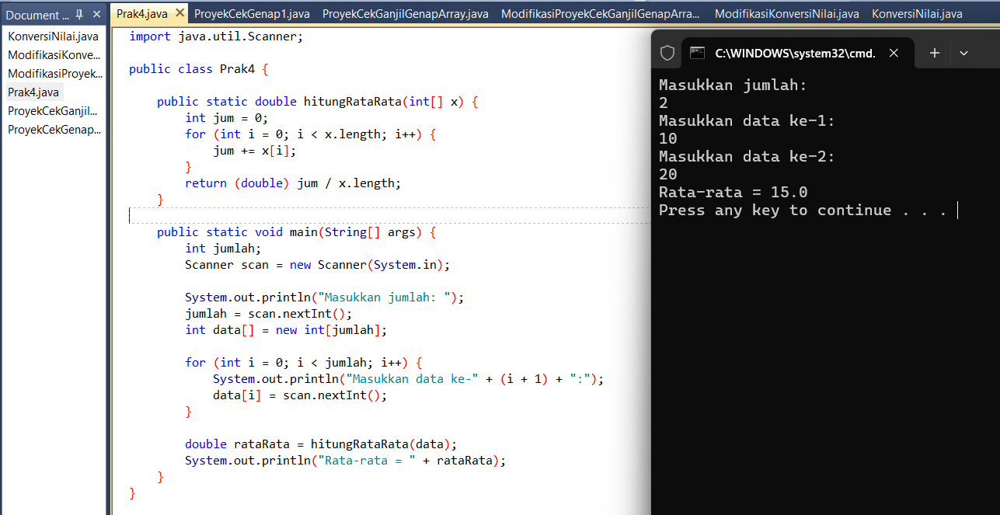 Document ...
KonversiNilai.java
ModifikasiKonve...
ModifikasiProyek...
Prak4.java
ProyekCekGanjil...
ProyekCekGenap...
Prak4.java ProyekCekGenap1.java ProyekCekGanjilGenapArray.java ModifikasiProyekCekGanjilGenapArra... ModifikasiKonversiNilai.java KonversiNilai.java
import java.util.Scanner;
public class Prak4 {
    public static double hitungRataRata(int[] x) {
        int jum = 0;
        for (int i = 0; i < x.length; i++) {
            jum += x[i];
        }
        return (double) jum / x.length;
    }
    public static void main(String[] args) {
        int jumlah;
        Scanner scan = new Scanner(System.in);
        System.out.println("Masukkan jumlah: ");
        jumlah = scan.nextInt();
        int data[] = new int[jumlah];
        for (int i = 0; i < jumlah; i++) {
            System.out.println("Masukkan data ke-" + (i + 1) + ":");
            data[i] = scan.nextInt();
        }
        double rataRata = hitungRataRata(data);
        System.out.println("Rata-rata = " + rataRata);
    }
}
C:\WINDOWS\system32\cmd.
Masukkan jumlah:
2
Masukkan data ke-1:
10
Masukkan data ke-2:
20
Rata-rata = 15.0
Press any key to continue . . .